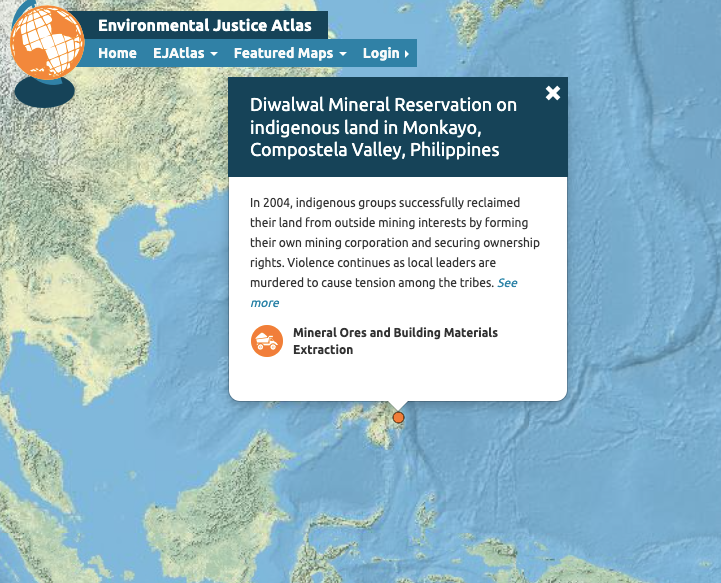 Environmental Justice Atlas
Home EJAtlas Featured Maps Login
Diwalwal Mineral Reservation on
indigenous land in Monkayo,
Compostela Valley, Philippines
In 2004, indigenous groups successfully reclaimed
their land from outside mining interests by forming
their own mining corporation and securing ownership
rights. Violence continues as local leaders are
murdered to cause tension among the tribes. See
more
Mineral Ores and Building Materials
Extraction